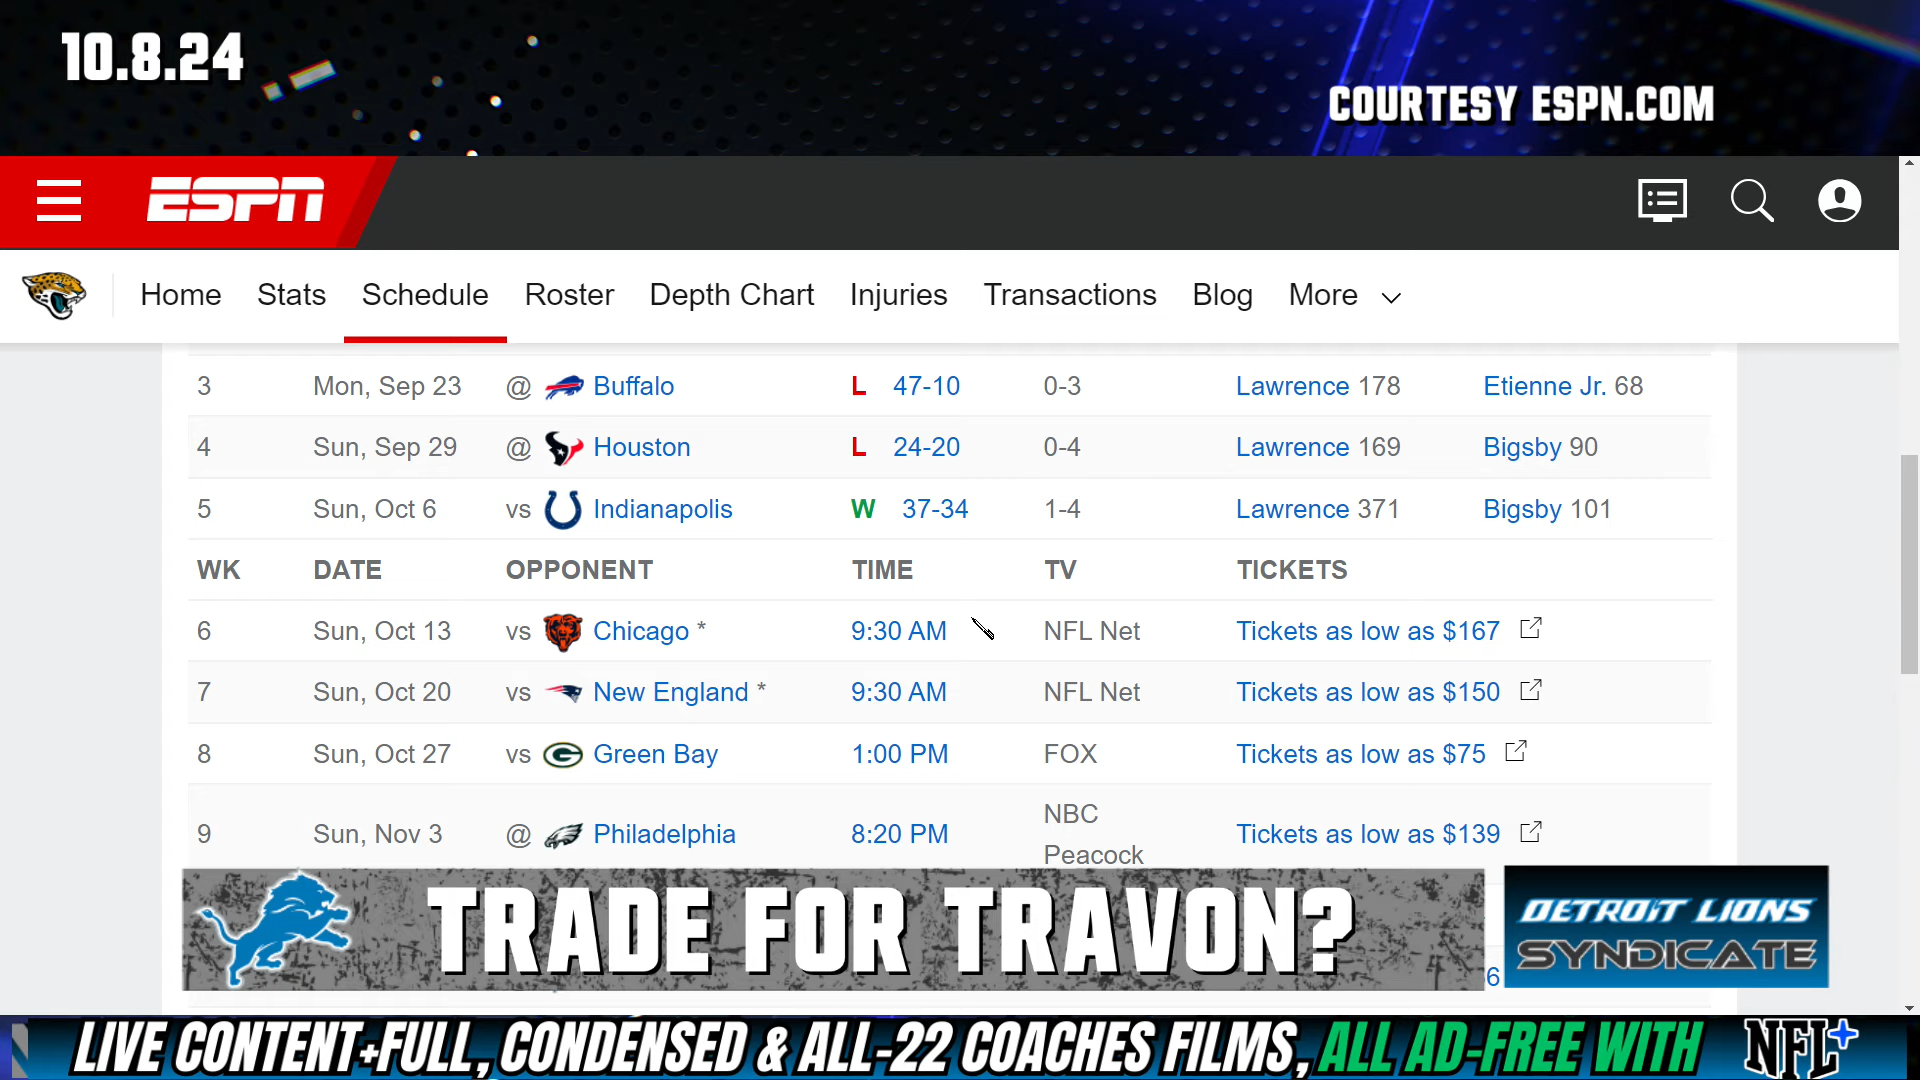 10.8.24
COURTESY ESPN.COM
ESPN
Home Stats Schedule Roster Depth Chart Injuries Transactions Blog More
3 Mon, Sep 23 @ Buffalo L 47-10 0-3 Lawrence 178 Etienne Jr. 68
4 Sun, Sep 29 @ Houston L 24-20 0-4 Lawrence 169 Bigsby 90
5 Sun, Oct 6 vs Indianapolis W 37-34 1-4 Lawrence 371 Bigsby 101
WK DATE OPPONENT TIME TV TICKETS
6 Sun, Oct 13 vs Chicago * 9:30 AM NFL Net Tickets as low as $167
7 Sun, Oct 20 vs New England * 9:30 AM NFL Net Tickets as low as $150
8 Sun, Oct 27 vs Green Bay 1:00 PM FOX Tickets as low as $75
9 Sun, Nov 3 @ Philadelphia 8:20 PM NBC Peacock Tickets as low as $139
TRADE FOR TRAVON?
DETROIT LIONS
SYNDICATE
6
LIVE CONTENT+FULL, CONDENSED & ALL-22 COACHES FILMS, ALL AD-FREE WITH NFL+